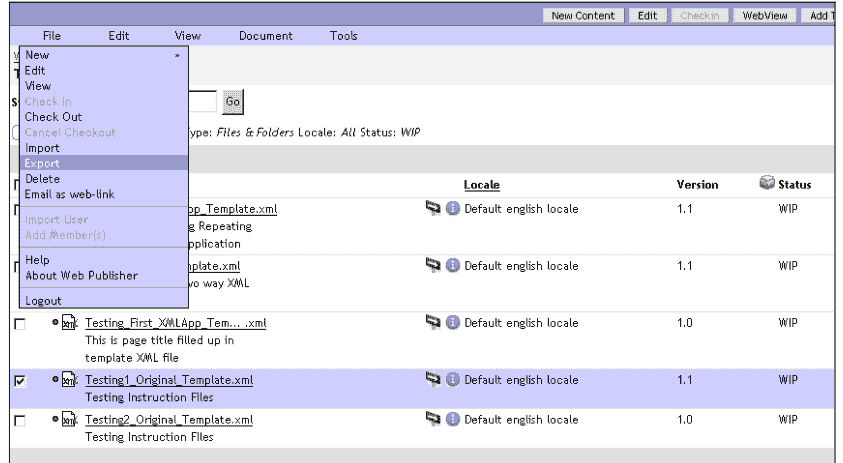 New Content Edit Checkin WebView Add T
File Edit View Document Tools
New »
Edit
View
Check In
Go
Check Out
Cancel Checkout ype: Files & Folders Locale: All Status: WIP
Import
Export
Delete
Email as web-link
Locale Version Status
Import User
Add Member(s)
pp_Template.xml Default english locale 1.1 WIP
g Repeating
pplication
Help
About Web Publisher
Logout
nplate.xml Default english locale 1.1 WIP
vo way XML
Testing_First_XMLApp_Tem... .xml Default english locale 1.0 WIP
This is page title filled up in
template XML file
Testing1_Original_Template.xml Default english locale 1.1 WIP
Testing Instruction FIles
Testing2_Original_Template.xml Default english locale 1.0 WIP
Testing Instruction FIles